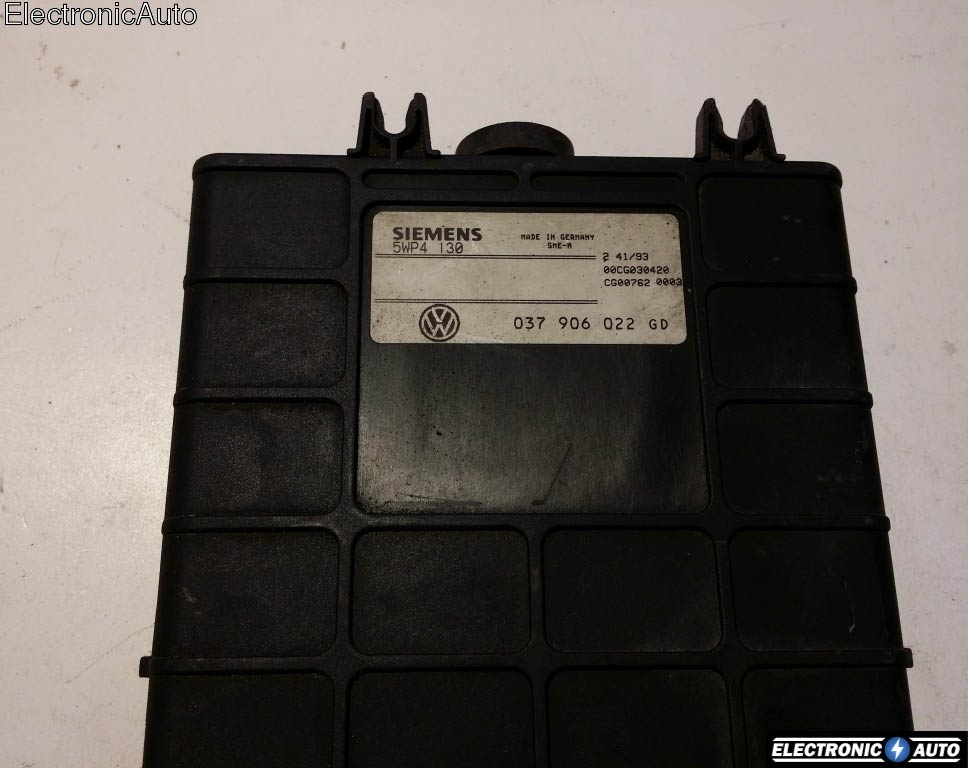 ElectronicAuto
SIEMENS
5WP4 130
MADE IN GERMANY
SME-M
2 41/93
00CG030420
CG00762 0003
VW
037 906 022 GD
ELECTRONIC AUTO